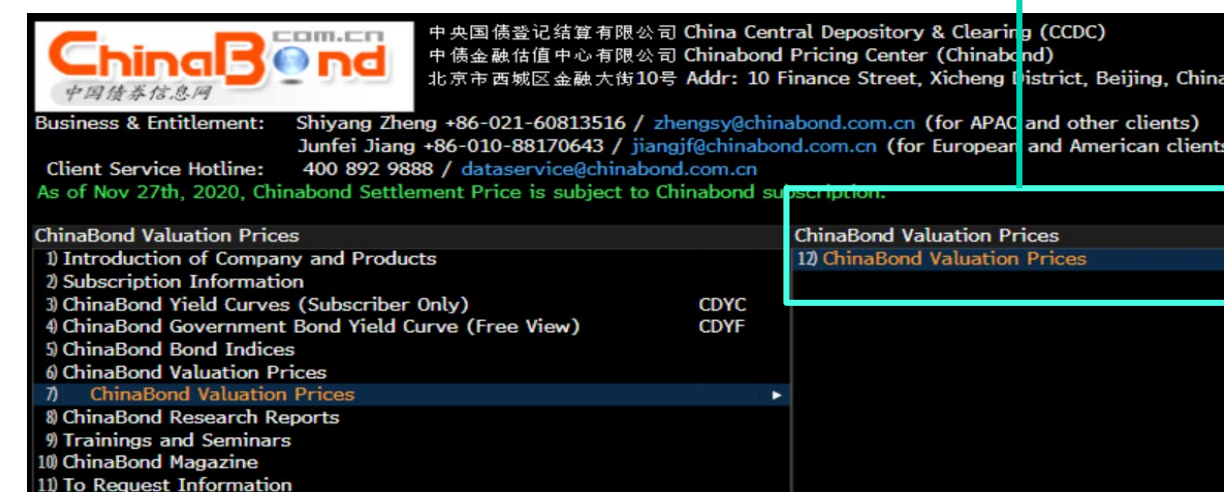 ChinaBond
.com.cn
中国债券信息网
中央国债登记结算有限公司 China Central Depository & Clearing (CCDC)
中债金融估值中心有限公司 Chinabond Pricing Center (Chinabond)
北京市西城区金融大街10号 Addr: 10 Finance Street, Xicheng District, Beijing, China
Business & Entitlement: Shiyang Zheng +86-021-60813516 / zhengsy@chinabond.com.cn (for APAC and other clients)
Junfei Jiang +86-010-88170643 / jiangjf@chinabond.com.cn (for European and American clients
Client Service Hotline: 400 892 9888 / dataservice@chinabond.com.cn
As of Nov 27th, 2020, Chinabond Settlement Price is subject to Chinabond subscription.
ChinaBond Valuation Prices
1) Introduction of Company and Products
2) Subscription Information
3) ChinaBond Yield Curves (Subscriber Only) CDYC
4) ChinaBond Government Bond Yield Curve (Free View) CDYF
5) ChinaBond Bond Indices
6) ChinaBond Valuation Prices
7) ChinaBond Valuation Prices
8) ChinaBond Research Reports
9) Trainings and Seminars
10) ChinaBond Magazine
11) To Request Information
ChinaBond Valuation Prices
12) ChinaBond Valuation Prices